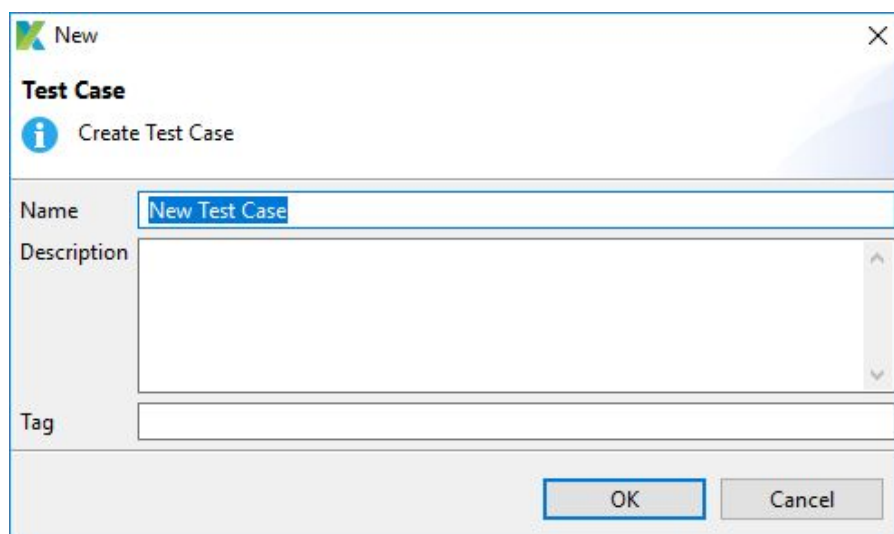 New
Test Case
Create Test Case
Name
New Test Case
Description
Tag
OK
Cancel